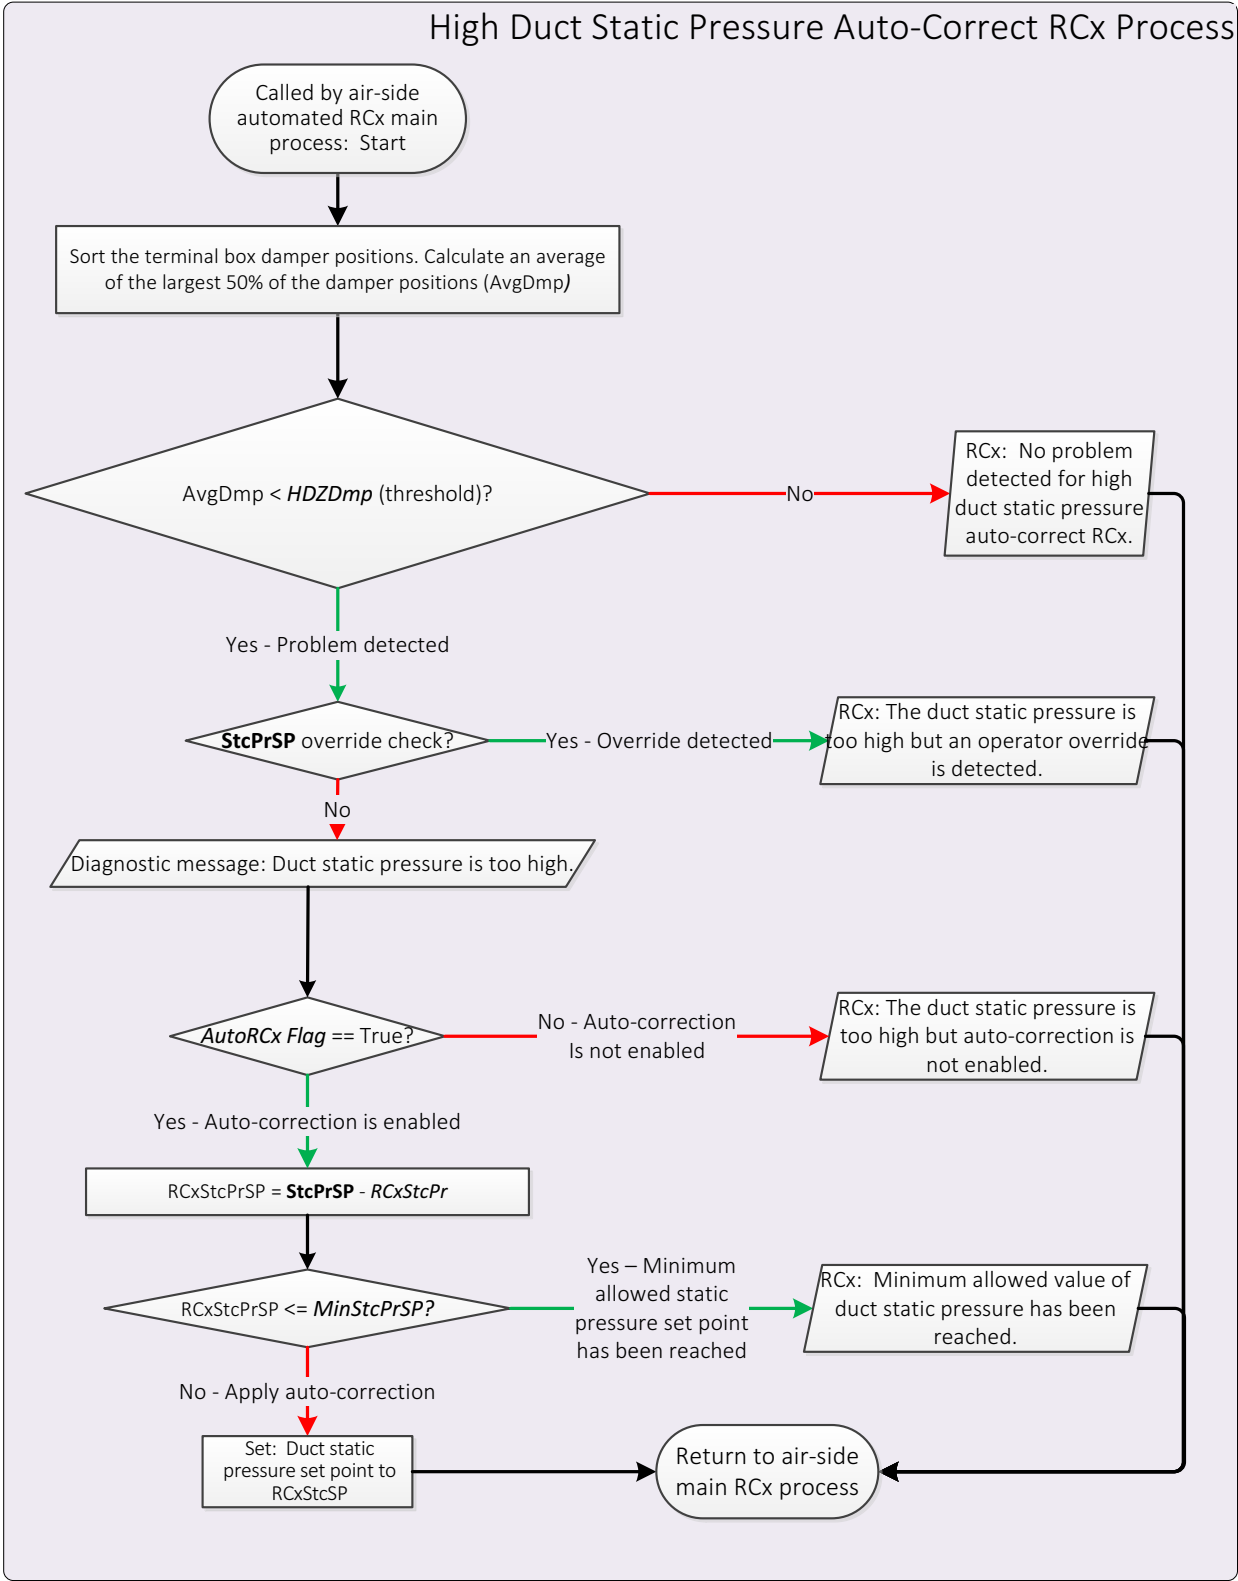 High Duct Static Pressure Auto-Correct RCx Process
Called by air-side
automated RCx main
process:  Start
Sort the terminal box damper positions. Calculate an average
of the largest 50% of the damper positions (AvgDmp)
AvgDmp < HDZDmp (threshold)?
No
RCx:  No problem
detected for high
duct static pressure
auto-correct RCx.
Yes - Problem detected
StcPrSP override check?
Yes - Override detected
RCx: The duct static pressure is
too high but an operator override
is detected.
No
Diagnostic message: Duct static pressure is too high.
AutoRCx Flag == True?
No - Auto-correction
Is not enabled
RCx: The duct static pressure is
too high but auto-correction is
not enabled.
Yes - Auto-correction is enabled
RCxStcPrSP = StcPrSP - RCxStcPr
RCxStcPrSP <= MinStcPrSP?
Yes – Minimum
allowed static
pressure set point
has been reached
RCx:  Minimum allowed value of
duct static pressure has been
reached.
No - Apply auto-correction
Set:  Duct static
pressure set point to
RCxStcSP
Return to air-side
main RCx process